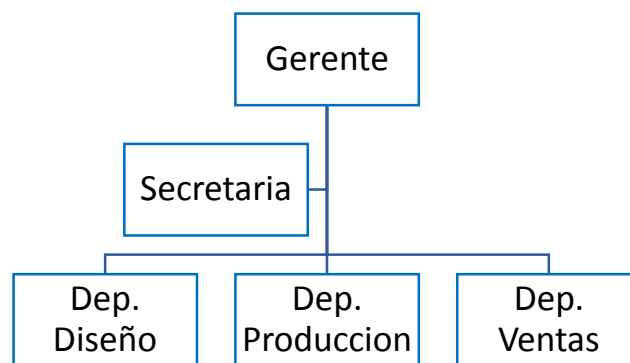 Gerente
Secretaria
Dep.
Diseño
Dep.
Produccion
Dep.
Ventas